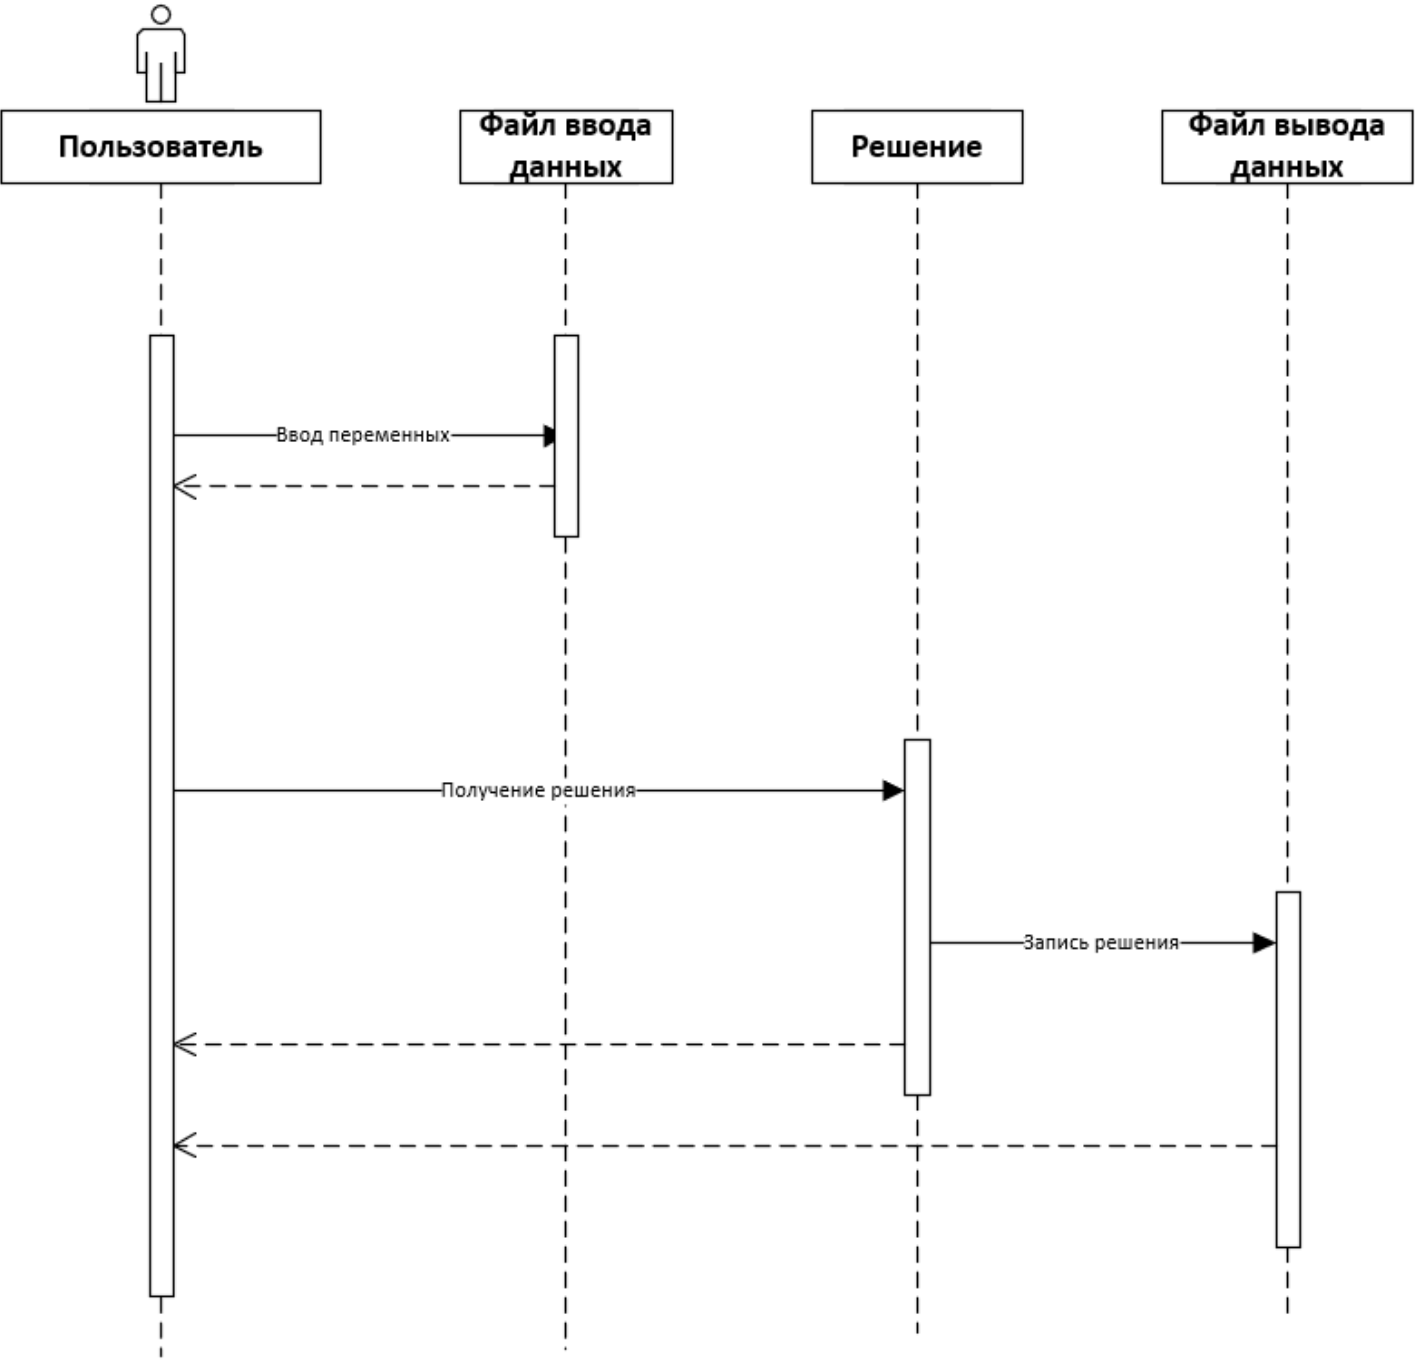 Пользователь
Файл ввода
данных
Решение
Файл вывода
данных
Ввод переменных
Получение решения
Запись решения